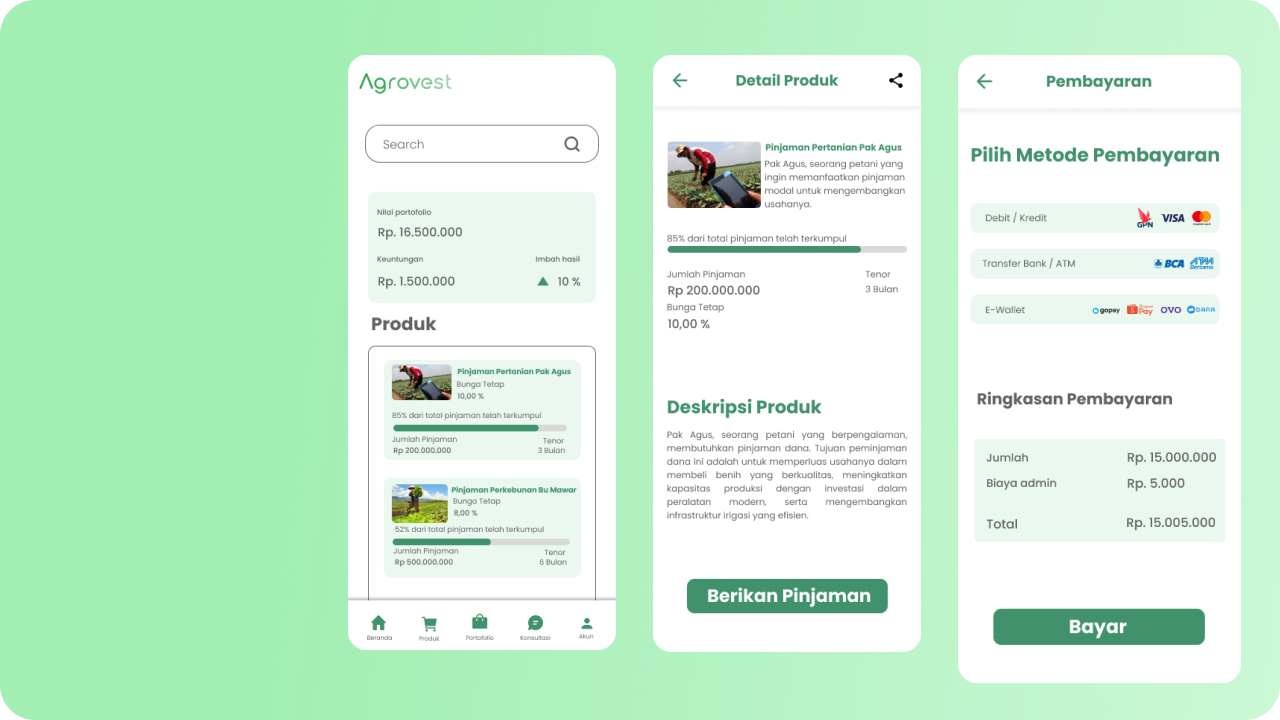 Agrovest
Search
Nilai portofolio
Rp. 16.500.000
Keuntungan
Imbah hasil
Rp. 1.500.000
10 %
Produk
Pinjaman Pertanian Pak Agus
Bunga Tetap
10,00 %
85% dari total pinjaman telah terkumpul
Jumlah Pinjaman
Tenor
Rp 200.000.000
3 Bulan
Pinjaman Perkebunan Bu Mawar
Bunga Tetap
8,00 %
52% dari total pinjaman telah terkumpul
Jumlah Pinjaman
Tenor
Rp 500.000.000
6 Bulan
Beranda
Produk
Portofolio
Konsultasi
Akun
Detail Produk
Pinjaman Pertanian Pak Agus
Pak Agus, seorang petani yang
ingin memanfaatkan pinjaman
modal untuk mengembangkan
usahanya.
85% dari total pinjaman telah terkumpul
Jumlah Pinjaman
Tenor
Rp 200.000.000
3 Bulan
Bunga Tetap
10,00 %
Deskripsi Produk
Pak Agus, seorang petani yang berpengalaman,
membutuhkan pinjaman dana. Tujuan peminjaman
dana ini adalah untuk memperluas usahanya dalam
membeli benih yang berkualitas, meningkatkan
kapasitas produksi dengan investasi dalam
peralatan modern, serta mengembangkan
infrastruktur irigasi yang efisien.
Berikan Pinjaman
Pembayaran
Pilih Metode Pembayaran
Debit / Kredit
GPN
VISA
mastercard
Transfer Bank / ATM
BCA
ATM
Bersama
E-Wallet
gopay
Pay
OVO
DANA
Ringkasan Pembayaran
Jumlah
Rp. 15.000.000
Biaya admin
Rp. 5.000
Total
Rp. 15.005.000
Bayar